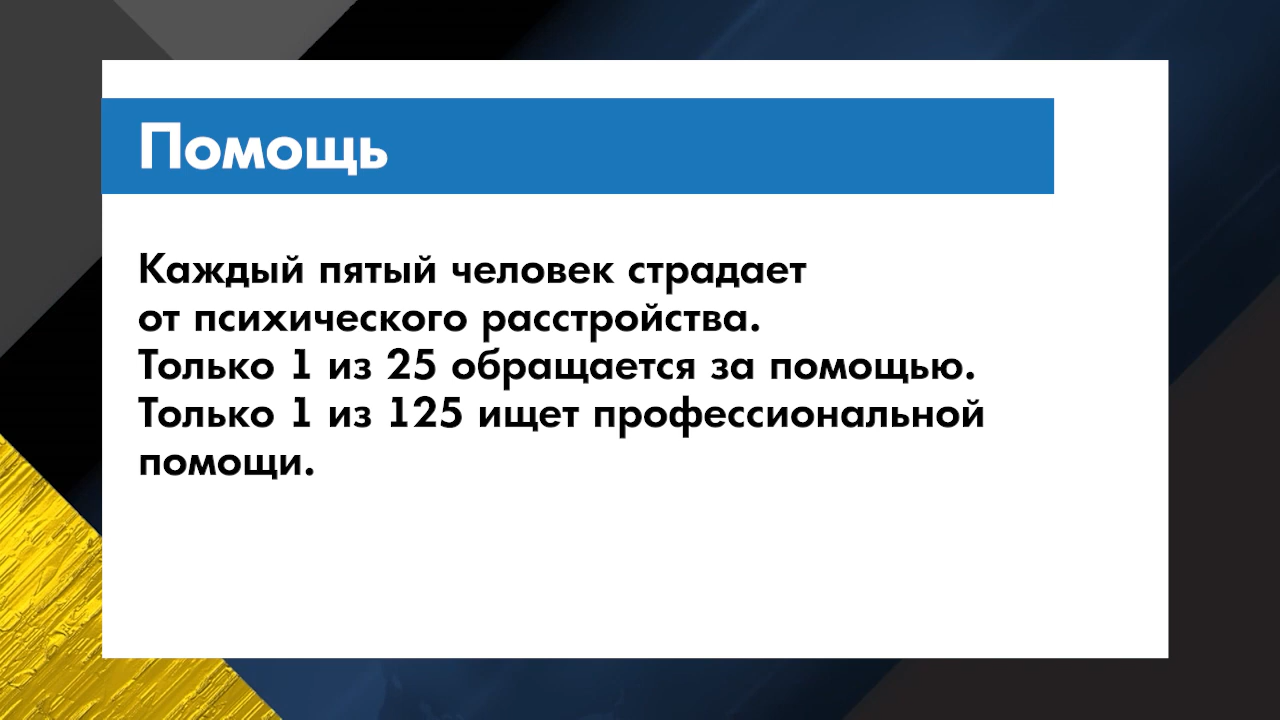 Помощь
Каждый пятый человек страдает
от психического расстройства.
Только 1 из 25 обращается за помощью.
Только 1 из 125 ищет профессиональной
помощи.